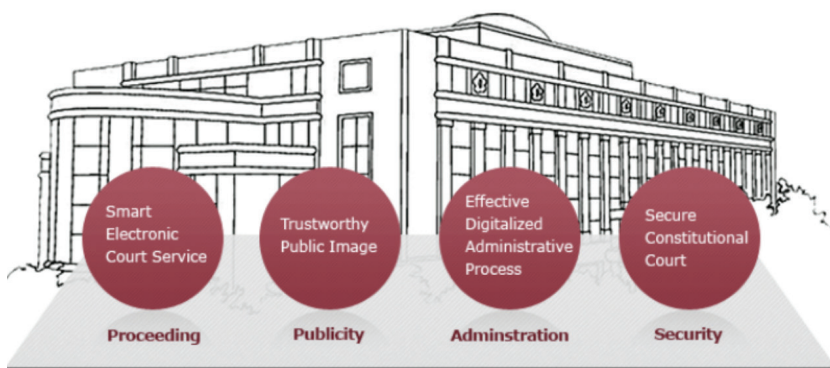 Smart
Electronic
Court Service
Trustworthy
Public Image
Effective
Digitalized
Administrative
Process
Secure
Constitutional
Court
Proceeding
Publicity
Adminstration
Security